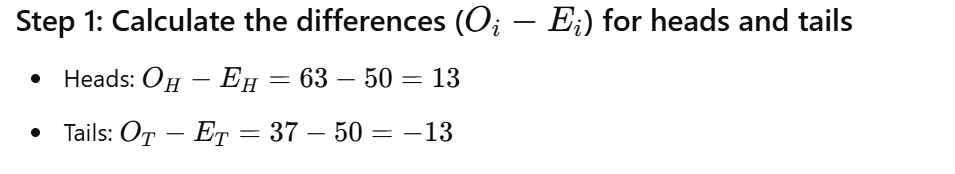 Step 1: Calculate the differences (Oᵢ − Eᵢ) for heads and tails
• Heads: O_H − E_H = 63 − 50 = 13
• Tails: O_T − E_T = 37 − 50 = −13